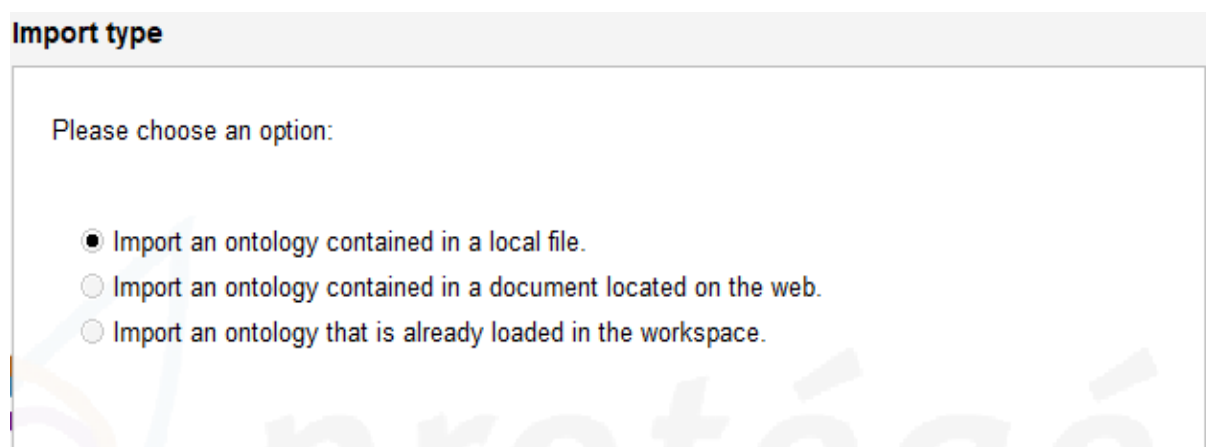 Import type
Please choose an option:
Import an ontology contained in a local file.
Import an ontology contained in a document located on the web.
Import an ontology that is already loaded in the workspace.
protégé